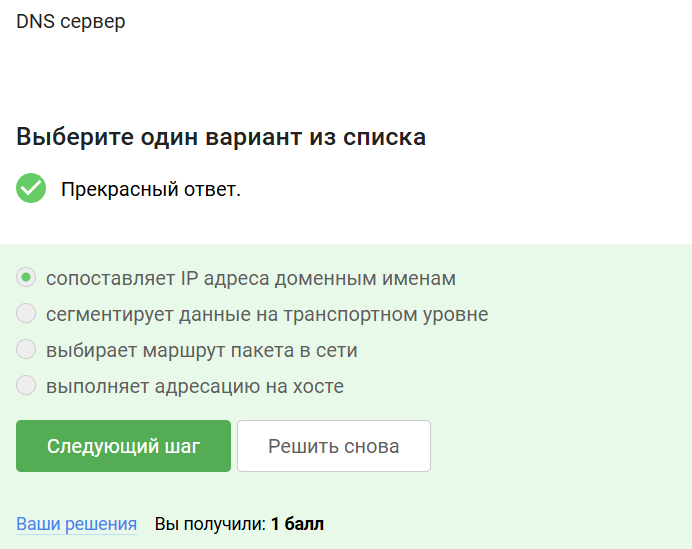 DNS сервер
Выберите один вариант из списка
Прекрасный ответ.
сопоставляет IP адреса доменным именам
сегментирует данные на транспортном уровне
выбирает маршрут пакета в сети
выполняет адресацию на хосте
Следующий шаг Решить снова
Ваши решения Вы получили: 1 балл